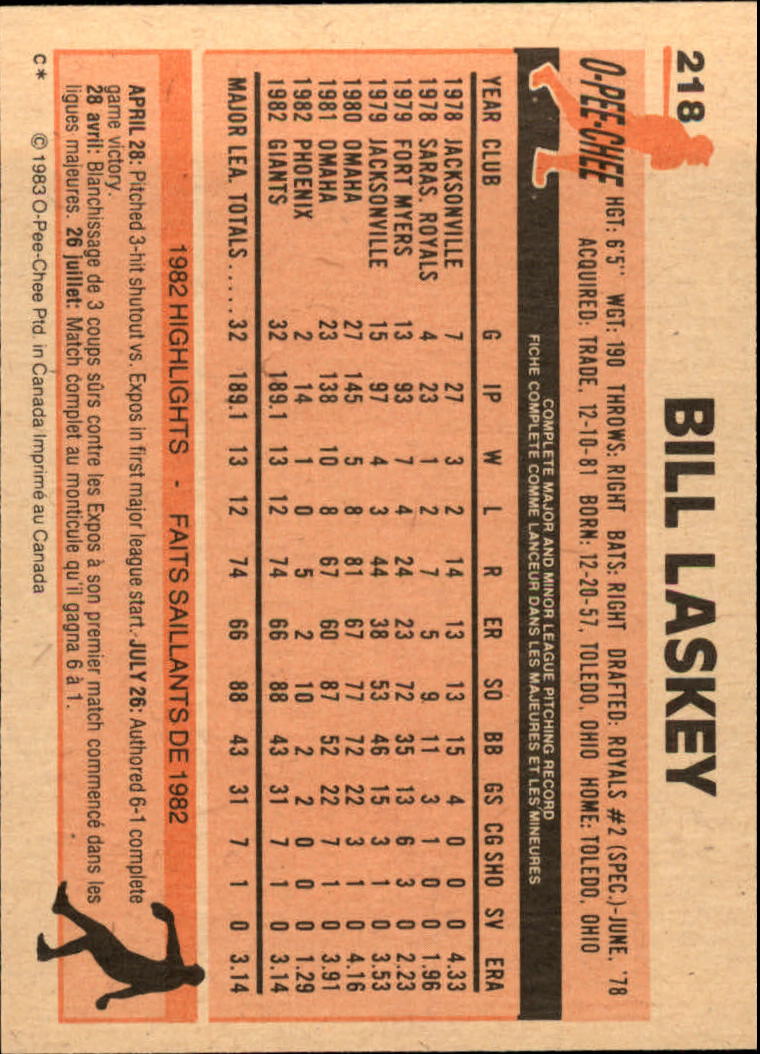 218
BILL LASKEY
O-PEE-CHEE
HGT: 6'5" WGT: 190 THROWS: RIGHT BATS: RIGHT DRAFTED: ROYALS #2 (SPEC.)-JUNE, '78
ACQUIRED: TRADE, 12-10-81 BORN: 12-20-57, TOLEDO, OHIO HOME: TOLEDO, OHIO
COMPLETE MAJOR AND MINOR LEAGUE PITCHING RECORD
FICHE COMPLETE COMME LANCEUR DANS LES MAJEURES ET LES MINEURES
YEAR CLUB G IP W L R ER SO BB GS CG SHO SV ERA
1978 JACKSONVILLE 7 27 3 2 14 13 13 15 4 0 0 0 4.33
1978 SARAS. ROYALS 4 23 1 2 7 5 9 11 3 1 0 0 1.96
1979 FORT MYERS 13 93 7 4 24 23 72 35 13 6 3 0 2.23
1979 JACKSONVILLE 15 97 4 3 44 38 53 46 15 3 1 0 3.53
1980 OMAHA 27 145 5 8 81 67 77 72 22 3 1 0 4.16
1981 OMAHA 23 138 10 8 67 60 87 52 22 7 1 0 3.91
1982 PHOENIX 2 14 1 0 5 2 10 2 2 0 0 0 1.29
1982 GIANTS 32 189.1 13 12 74 66 88 43 31 7 1 0 3.14
MAJOR LEA. TOTALS ..... 32 189.1 13 12 74 66 88 43 31 7 1 0 3.14
1982 HIGHLIGHTS - FAITS SAILLANTS DE 1982
APRIL 28: Pitched 3-hit shutout vs. Expos in first major league start. JULY 26: Authored 6-1 complete
game victory.
28 avril: Blanchissage de 3 coups sûrs contre les Expos à son premier match commencé dans les
ligues majeures. 26 juillet: Match complet au monticule qu'il gagna 6 à 1.
C* © 1983 O-Pee-Chee Ptd. in Canada Imprimé au Canada